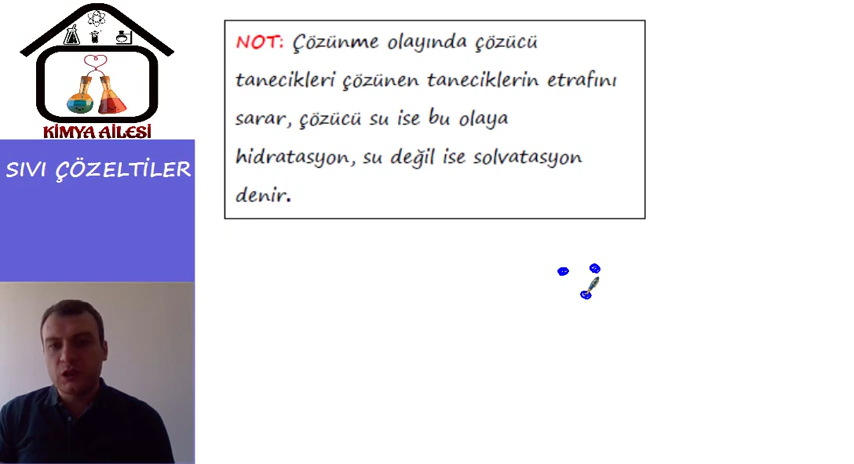 KİMYA AİLESİ
SIVI ÇÖZELTİLER
NOT: Çözünme olayında çözücü
tanecikleri çözünen taneciklerin etrafını
sarar, çözücü su ise bu olaya
hidratasyon, su değil ise solvatasyon
denir.